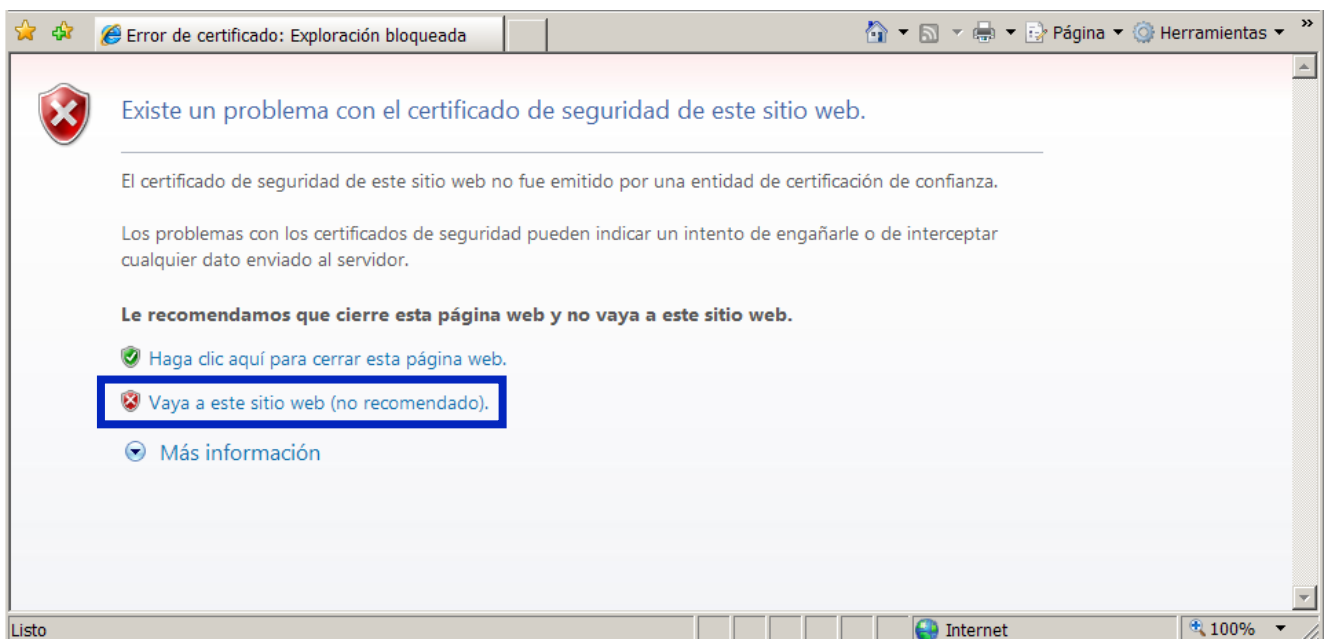 Error de certificado: Exploración bloqueada
Página
Herramientas
»
Existe un problema con el certificado de seguridad de este sitio web.
El certificado de seguridad de este sitio web no fue emitido por una entidad de certificación de confianza.
Los problemas con los certificados de seguridad pueden indicar un intento de engañarle o de interceptar
cualquier dato enviado al servidor.
Le recomendamos que cierre esta página web y no vaya a este sitio web.
Haga clic aquí para cerrar esta página web.
Vaya a este sitio web (no recomendado).
Más información
Listo
Internet
100%